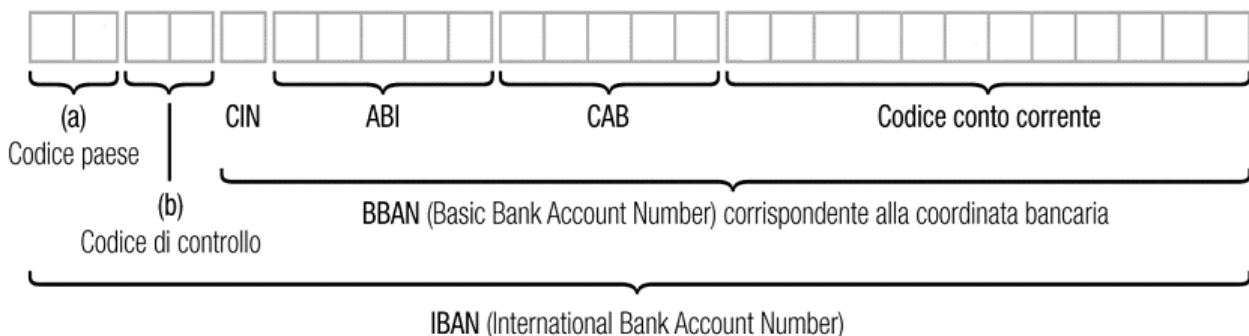 (a) CIN ABI CAB Codice conto corrente
Codice paese
(b)
Codice di controllo
BBAN (Basic Bank Account Number) corrispondente alla coordinata bancaria
IBAN (International Bank Account Number)